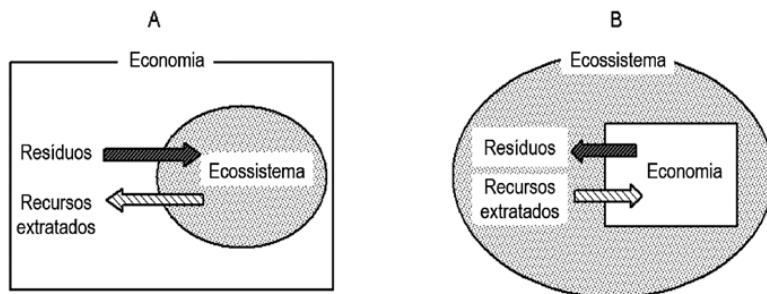 A
Economia
Resíduos
Ecossistema
Recursos
extratados
B
Ecossistema
Resíduos
Economia
Recursos
extratados